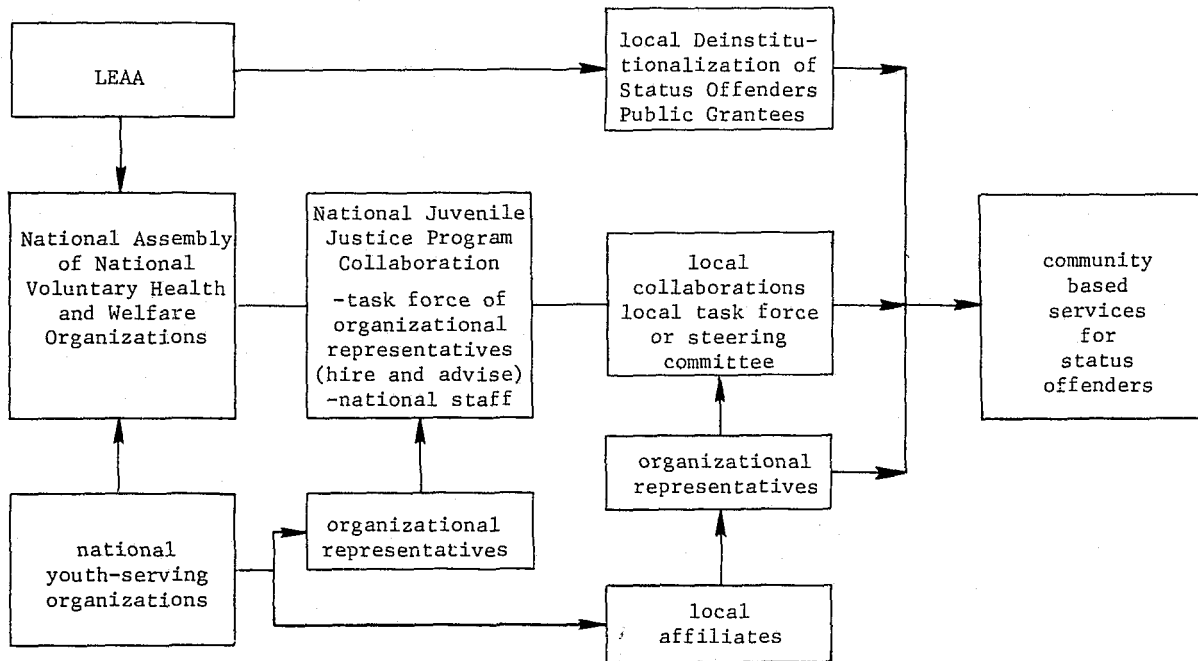 LEAA
local Deinstitu-
tionalization of
Status Offenders
Public Grantees
National Assembly
of National
Voluntary Health
and Welfare
Organizations
National Juvenile
Justice Program
Collaboration
-task force of
organizational
representatives
(hire and advise)
-national staff
local
collaborations
local task force
or steering
committee
community
based
services
for
status
offenders
organizational
representatives
national
youth-serving
organizations
organizational
representatives
local
affiliates